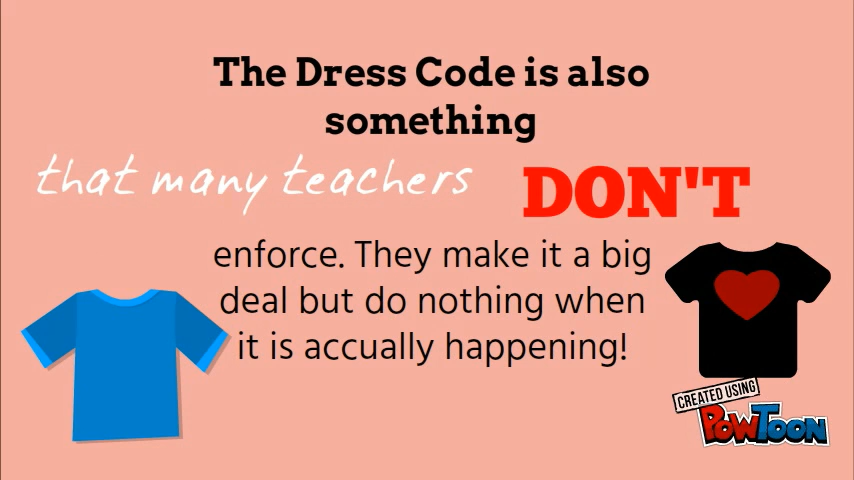 The Dress Code is also
something
that many teachers DON'T
enforce. They make it a big
deal but do nothing when
it is accually happening!
CREATED USING
POWTOON